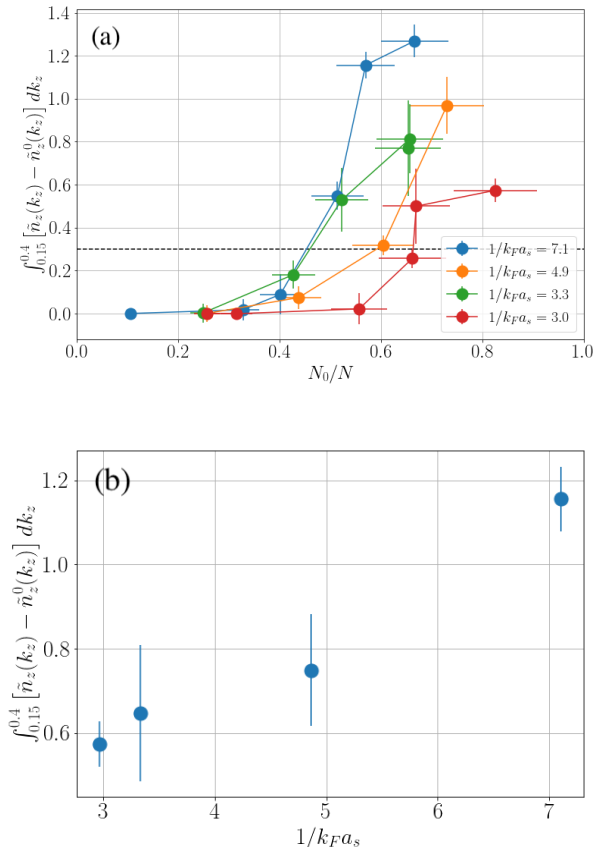 (a)
1.4
1.2
1.0
0.8
0.6
0.4
0.2
0.0
∫_{0.15}^{0.4} [ñ_z(k_z) − ñ_z^0(k_z)] dk_z
1/k_F a_s = 7.1
1/k_F a_s = 4.9
1/k_F a_s = 3.3
1/k_F a_s = 3.0
0.0 0.2 0.4 0.6 0.8 1.0
N_0/N
(b)
1.2
1.0
0.8
0.6
∫_{0.15}^{0.4} [ñ_z(k_z) − ñ_z^0(k_z)] dk_z
3 4 5 6 7
1/k_F a_s